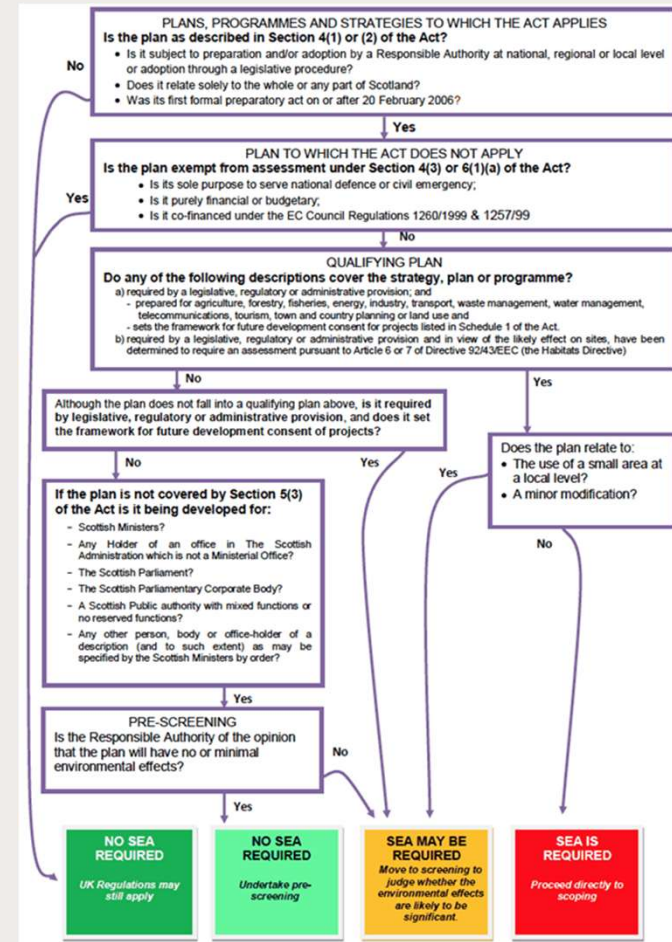 PLANS, PROGRAMMES AND STRATEGIES TO WHICH THE ACT APPLIES
Is the plan as described in Section 4(1) or (2) of the Act?
• Is it subject to preparation and/or adoption by a Responsible Authority at national, regional or local level
or adoption through a legislative procedure?
• Does it relate solely to the whole or any part of Scotland?
• Was its first formal preparatory act on or after 20 February 2006?
No
Yes
PLAN TO WHICH THE ACT DOES NOT APPLY
Is the plan exempt from assessment under Section 4(3) or 6(1)(a) of the Act?
• Is its sole purpose to serve national defence or civil emergency;
• Is it purely financial or budgetary;
• Is it co-financed under the EC Council Regulations 1260/1999 & 1257/99
Yes
No
QUALIFYING PLAN
Do any of the following descriptions cover the strategy, plan or programme?
a) required by a legislative, regulatory or administrative provision; and
- prepared for agriculture, forestry, fisheries, energy, industry, transport, waste management, water management,
telecommunications, tourism, town and country planning or land use and
- sets the framework for future development consent for projects listed in Schedule 1 of the Act.
b) required by a legislative, regulatory or administrative provision and in view of the likely effect on sites, have been
determined to require an assessment pursuant to Article 6 or 7 of Directive 92/43/EEC (the Habitats Directive)
No
Yes
Although the plan does not fall into a qualifying plan above, is it required
by legislative, regulatory or administrative provision, and does it set
the framework for future development consent of projects?
No
Yes
Does the plan relate to:
• The use of a small area at
a local level?
• A minor modification?
Yes
No
If the plan is not covered by Section 5(3)
of the Act is it being developed for:
- Scottish Ministers?
- Any Holder of an office in The Scottish
Administration which is not a Ministerial Office?
- The Scottish Parliament?
- The Scottish Parliamentary Corporate Body?
- A Scottish Public authority with mixed functions or
no reserved functions?
- Any other person, body or office-holder of a
description (and to such extent) as may be
specified by the Scottish Ministers by order?
Yes
PRE-SCREENING
Is the Responsible Authority of the opinion
that the plan will have no or minimal
environmental effects?
No
Yes
NO SEA
REQUIRED
UK Regulations may
still apply
NO SEA
REQUIRED
Undertake pre-
screening
SEA MAY BE
REQUIRED
Move to screening to
judge whether the
environmental effects
are likely to be
significant.
SEA IS
REQUIRED
Proceed directly to
scoping